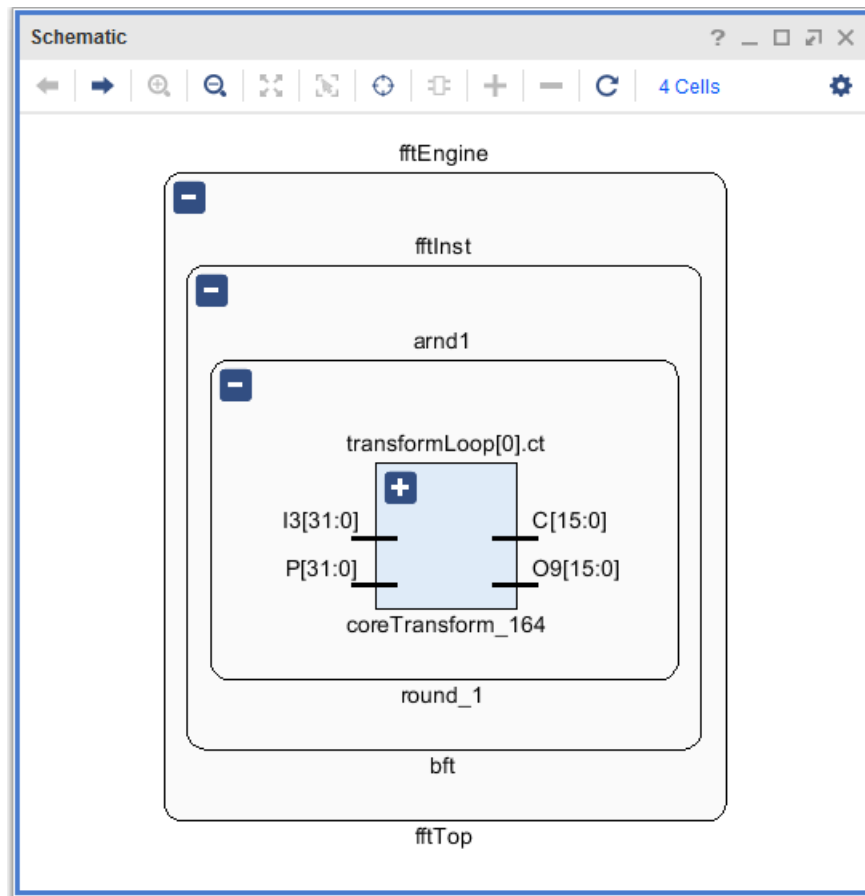 Schematic
4 Cells
fftEngine
fftInst
arnd1
transformLoop[0].ct
I3[31:0] C[15:0]
P[31:0] O9[15:0]
coreTransform_164
round_1
bft
fftTop